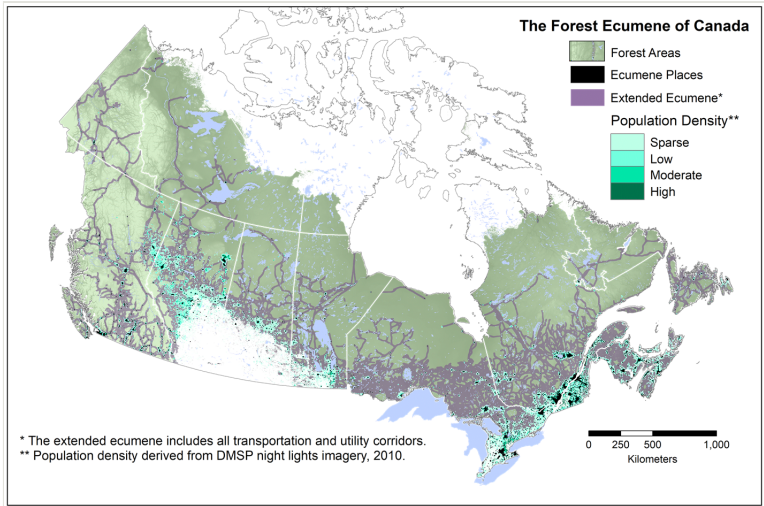 The Forest Ecumene of Canada
Forest Areas
Ecumene Places
Extended Ecumene*
Population Density**
Sparse
Low
Moderate
High
* The extended ecumene includes all transportation and utility corridors.
** Population density derived from DMSP night lights imagery, 2010.
0 250 500 1,000
Kilometers